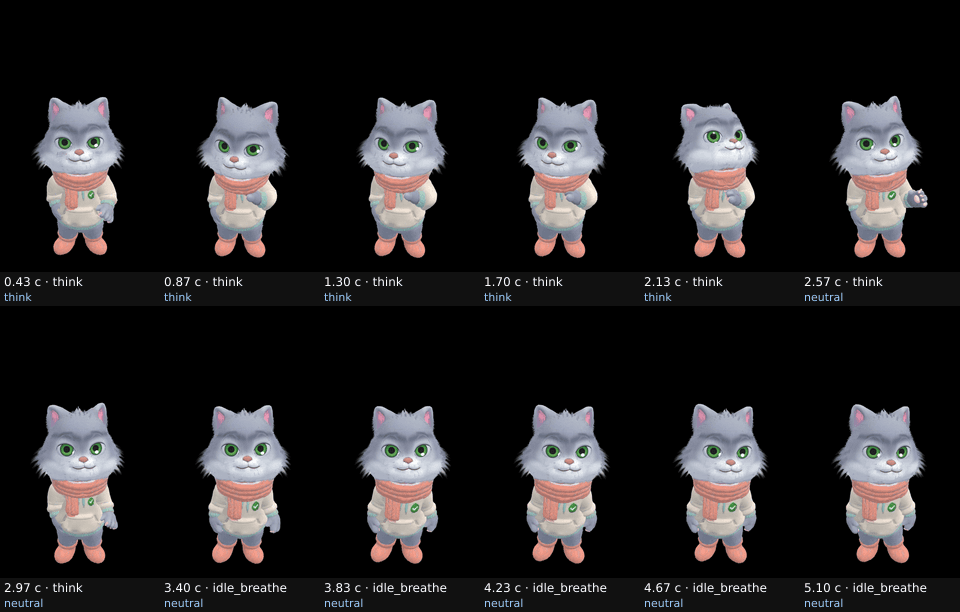 0.43 c · think
think
0.87 c · think
think
1.30 c · think
think
1.70 c · think
think
2.13 c · think
think
2.57 c · think
neutral
2.97 c · think
neutral
3.40 c · idle_breathe
neutral
3.83 c · idle_breathe
neutral
4.23 c · idle_breathe
neutral
4.67 c · idle_breathe
neutral
5.10 c · idle_breathe
neutral